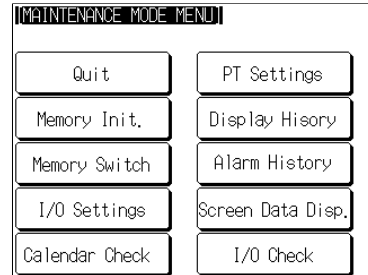 [MAINTENANCE MODE MENU]
Quit
PT Settings
Memory Init.
Display Hisory
Memory Switch
Alarm History
I/O Settings
Screen Data Disp.
Calendar Check
I/O Check